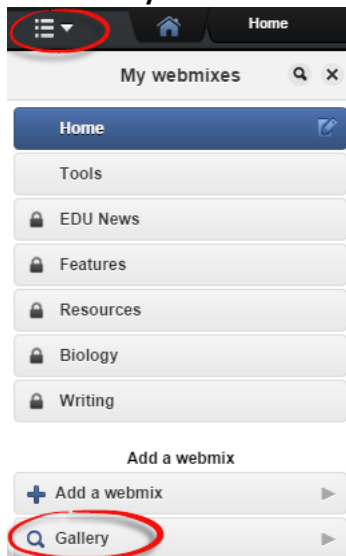 Home
My webmixes
Home
Tools
EDU News
Features
Resources
Biology
Writing
Add a webmix
Add a webmix
Gallery